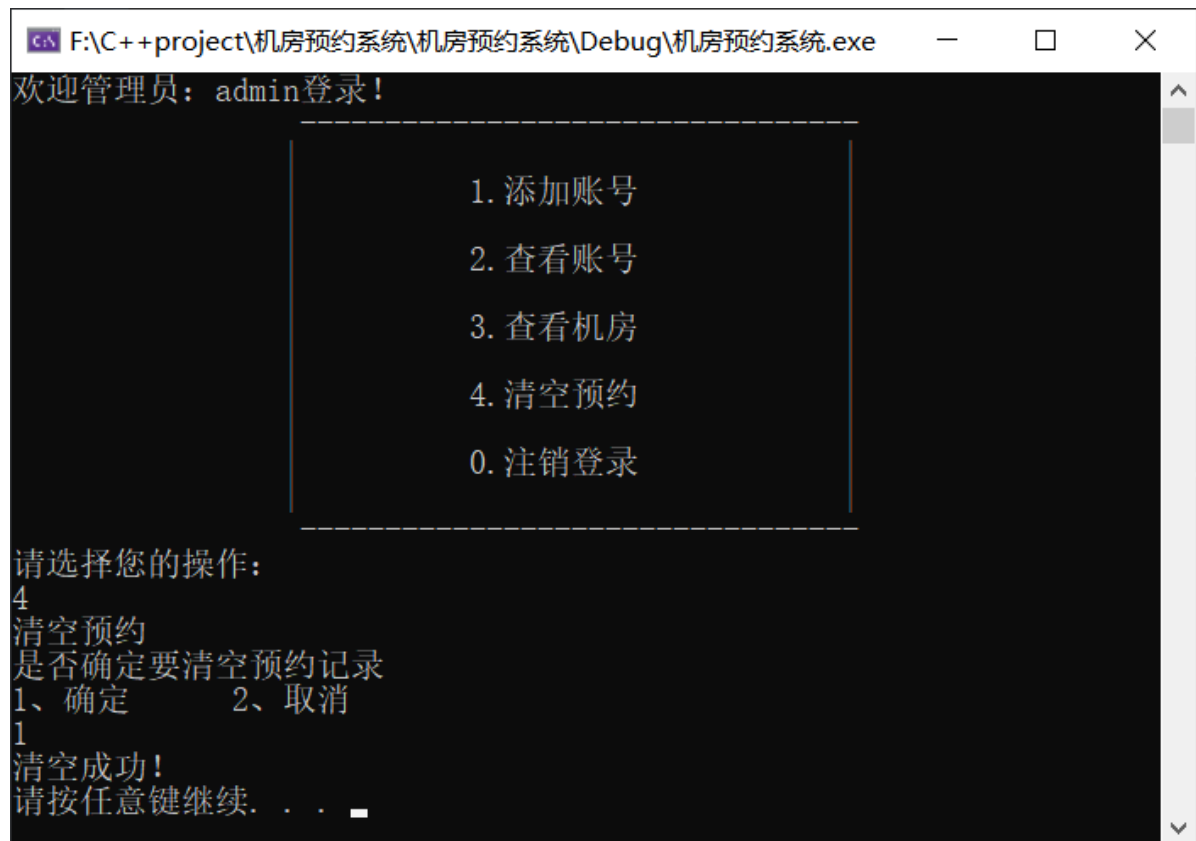 F:\C++project\机房预约系统\机房预约系统\Debug\机房预约系统.exe
欢迎管理员：admin登录！
1.添加账号
2.查看账号
3.查看机房
4.清空预约
0.注销登录
请选择您的操作：
4
清空预约
是否确定要清空预约记录
1、确定 2、取消
1
清空成功！
请按任意键继续. . .